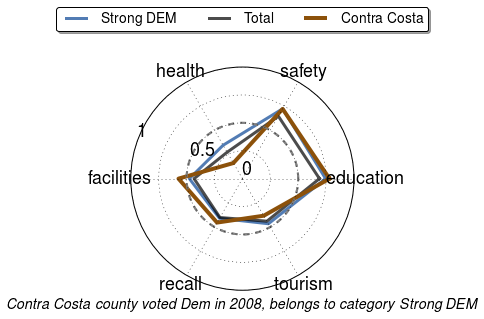 Strong DEM Total Contra Costa
health safety
1
0.5
0
facilities education
recall tourism
Contra Costa county voted Dem in 2008, belongs to category Strong DEM